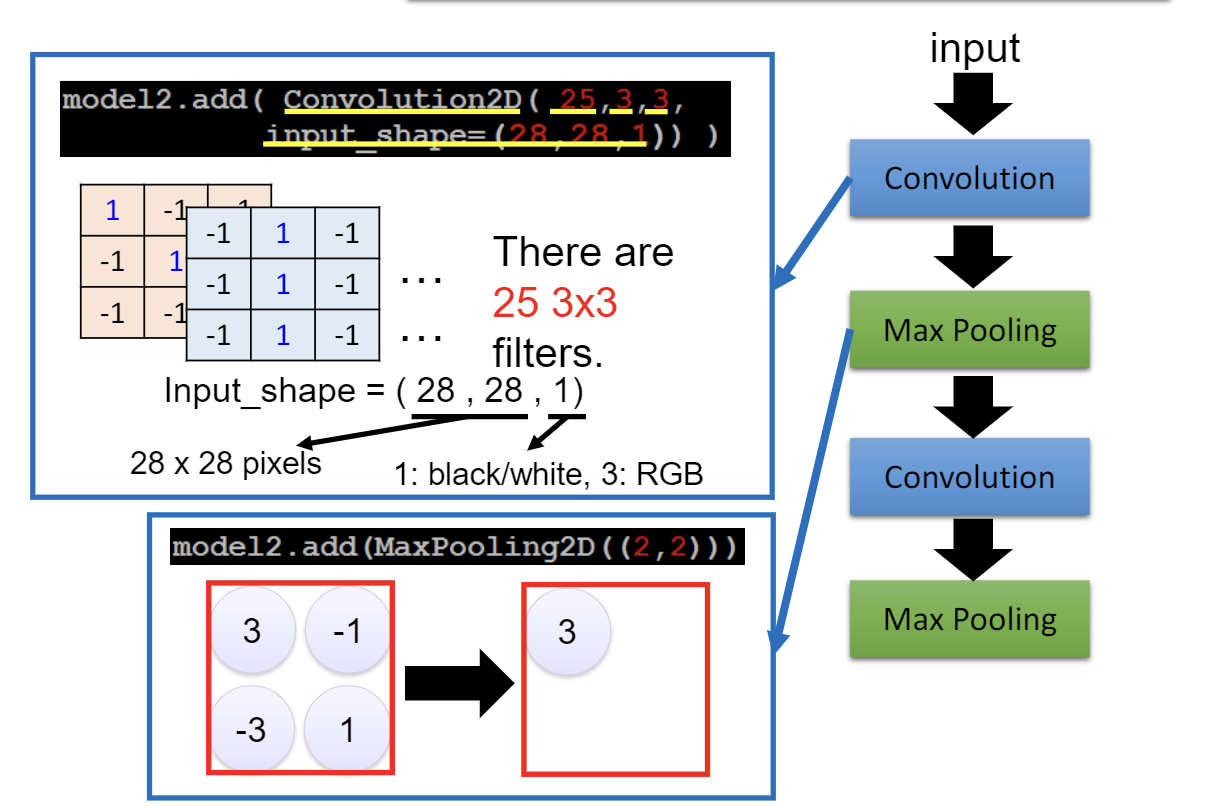 input
model2.add( Convolution2D( 25,3,3,
input_shape=(28,28,1)) )
Convolution
1 -1 -1
-1 1
-1 -1
-1 1 -1
-1 1 -1
-1 1 -1
...
...
There are
25 3x3
filters.
Max Pooling
Input_shape = ( 28 , 28 , 1)
28 x 28 pixels
1: black/white, 3: RGB
Convolution
model2.add(MaxPooling2D((2,2)))
3 -1
-3 1
3
Max Pooling